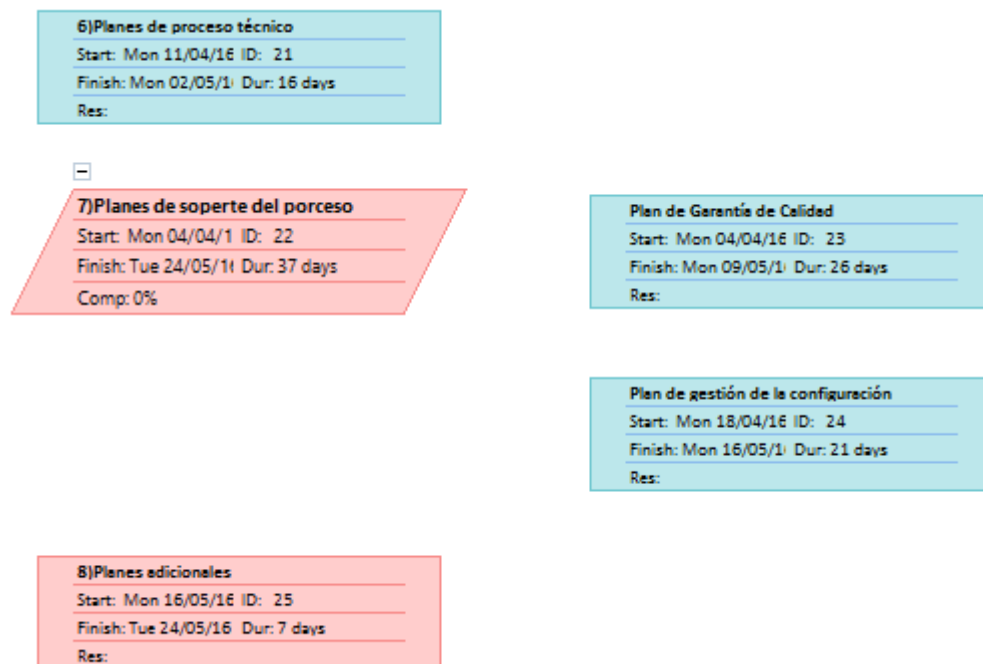 6)Planes de proceso técnico
Start: Mon 11/04/16 ID: 21
Finish: Mon 02/05/1 Dur: 16 days
Res:
7)Planes de soperte del porceso
Start: Mon 04/04/1 ID: 22
Finish: Tue 24/05/1 Dur: 37 days
Comp: 0%
Plan de Garantía de Calidad
Start: Mon 04/04/16 ID: 23
Finish: Mon 09/05/1 Dur: 26 days
Res:
Plan de gestión de la configuración
Start: Mon 18/04/16 ID: 24
Finish: Mon 16/05/1 Dur: 21 days
Res:
8)Planes adicionales
Start: Mon 16/05/16 ID: 25
Finish: Tue 24/05/16 Dur: 7 days
Res: